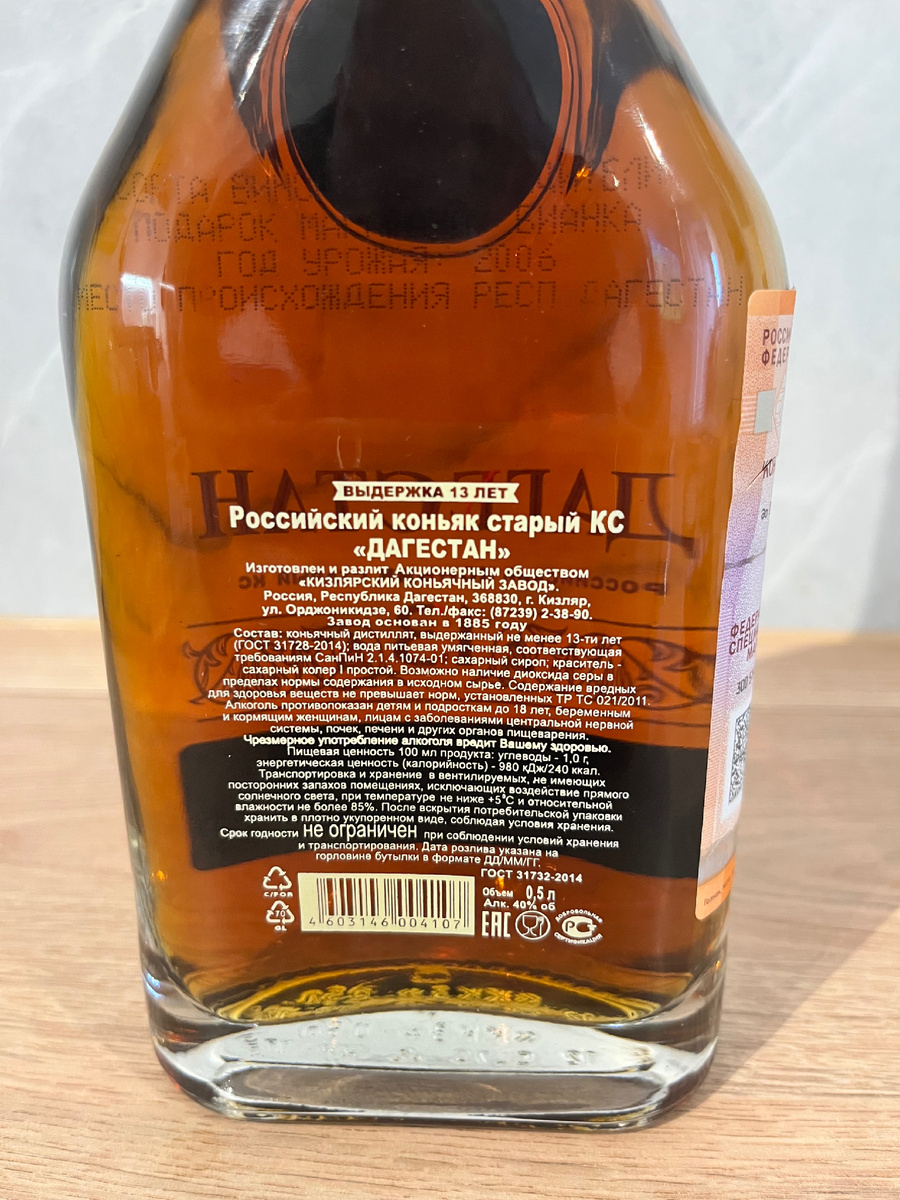 ПОДАРОК
ГОД УРОЖАЯ: 2006
ПРОИСХОЖДЕНИЯ РЕСП ДАГЕСТАН
ВЫДЕРЖКА 13 ЛЕТ
Российский коньяк старый КС
«ДАГЕСТАН»
Изготовлен и разлит Акционерным обществом
«КИЗЛЯРСКИЙ КОНЬЯЧНЫЙ ЗАВОД».
Россия, Республика Дагестан, 368830, г. Кизляр,
ул. Орджоникидзе, 60. Тел./факс: (87239) 2-38-90.
Завод основан в 1885 году
Состав: коньячный дистиллят, выдержанный не менее 13-ти лет
(ГОСТ 31728-2014); вода питьевая умягченная, соответствующая
требованиям СанПиН 2.1.4.1074-01; сахарный сироп; краситель -
сахарный колер I простой. Возможно наличие диоксида серы в
пределах нормы содержания в исходном сырье. Содержание вредных
для здоровья веществ не превышает норм, установленных ТР ТС 021/2011.
Алкоголь противопоказан детям и подросткам до 18 лет, беременным
и кормящим женщинам, лицам с заболеваниями центральной нервной
системы, почек, печени и других органов пищеварения.
Чрезмерное употребление алкоголя вредит Вашему здоровью.
Пищевая ценность 100 мл продукта: углеводы - 1,0 г,
энергетическая ценность (калорийность) - 980 кДж/240 ккал.
Транспортировка и хранение в вентилируемых, не имеющих
посторонних запахов помещениях, исключающих воздействие прямого
солнечного света, при температуре не ниже +5°С и относительной
влажности не более 85%. После вскрытия потребительской упаковки
хранить в плотно укупоренном виде, соблюдая условия хранения.
Срок годности не ограничен при соблюдении условий хранения
и транспортирования. Дата розлива указана на
горловине бутылки в формате ДД/ММ/ГГ.
ГОСТ 31732-2014
С/РОР
70
GL
4 603146 004107
Объем 0,5 л
Алк. 40% об
ЕАС
ДОБРОВОЛЬНАЯ
СЕРТИФИКАЦИЯ